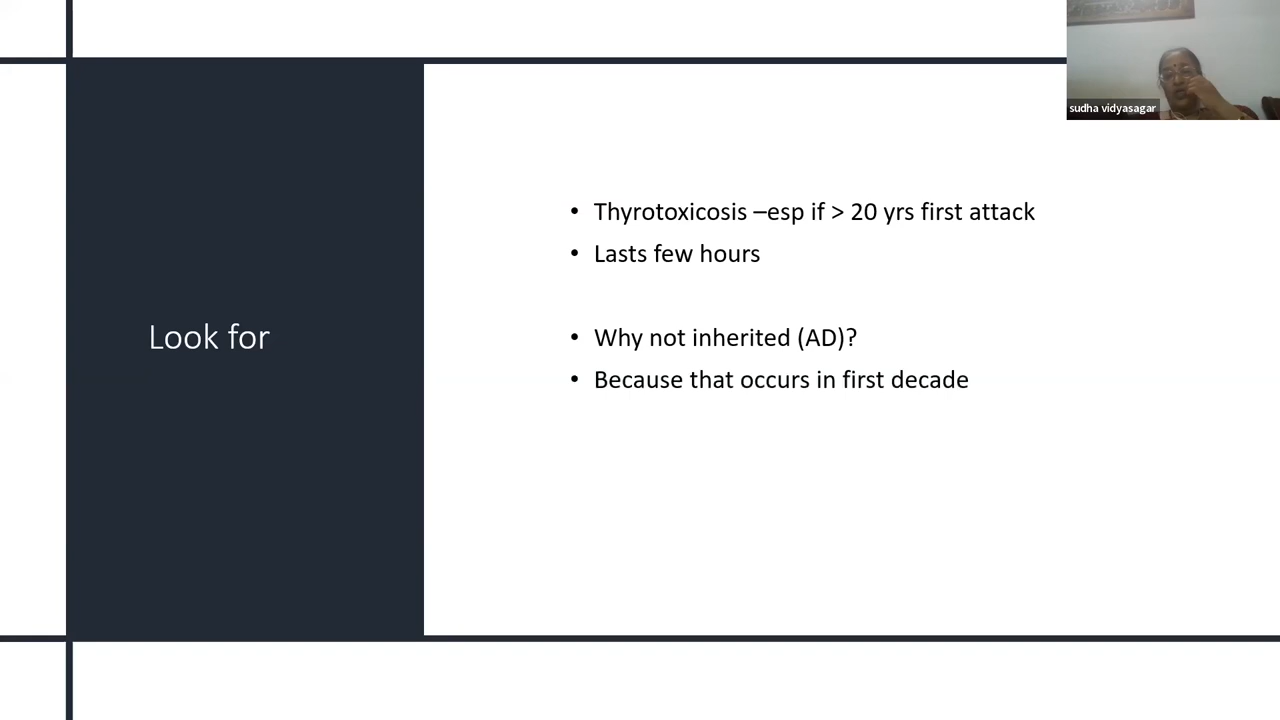 sudha vidyasagar
Look for
• Thyrotoxicosis –esp if > 20 yrs first attack
• Lasts few hours
• Why not inherited (AD)?
• Because that occurs in first decade